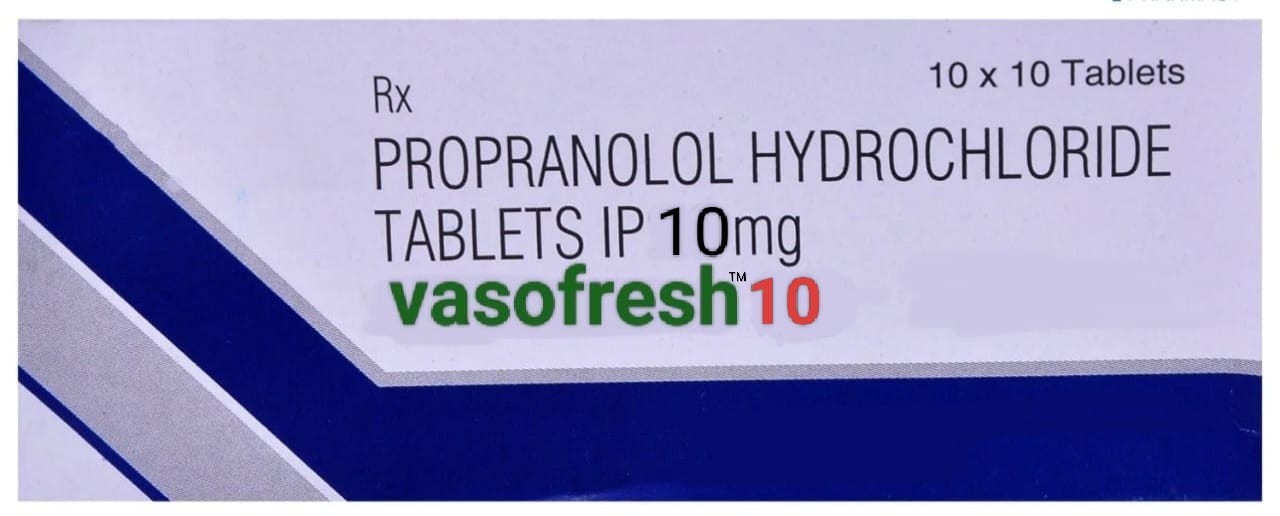 10 x 10 Tablets
Rx
PROPRANOLOL HYDROCHLORIDE
TABLETS IP 10mg
vasofresh™10